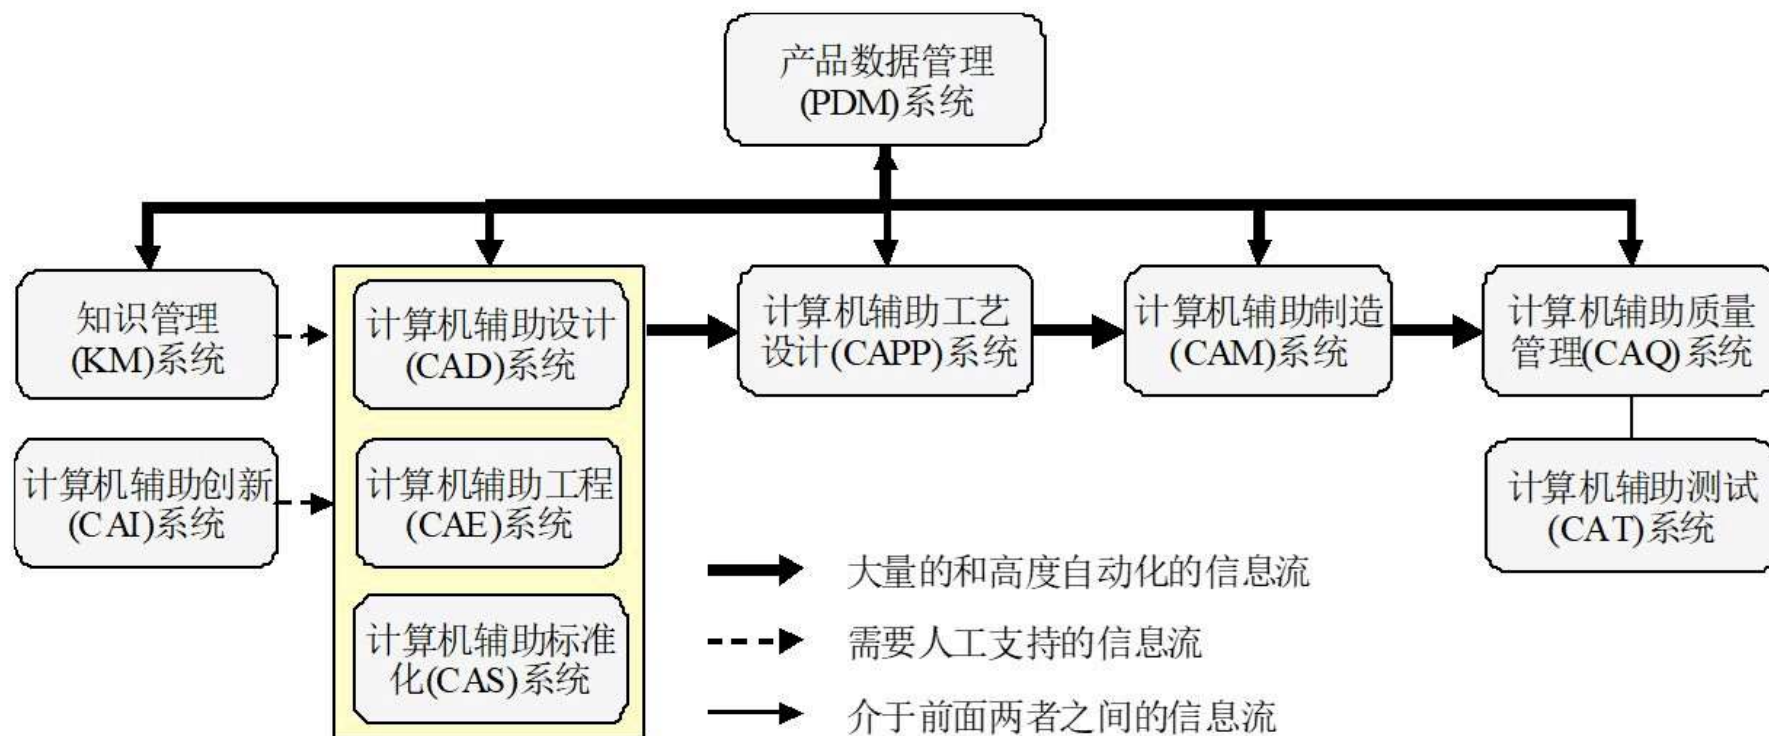 产品数据管理
(PDM)系统
知识管理
(KM)系统
计算机辅助设计
(CAD)系统
计算机辅助工艺
设计(CAPP)系统
计算机辅助制造
(CAM)系统
计算机辅助质量
管理(CAQ)系统
计算机辅助创新
(CAI)系统
计算机辅助工程
(CAE)系统
计算机辅助测试
(CAT)系统
计算机辅助标准
化(CAS)系统
大量的和高度自动化的信息流
需要人工支持的信息流
介于前面两者之间的信息流